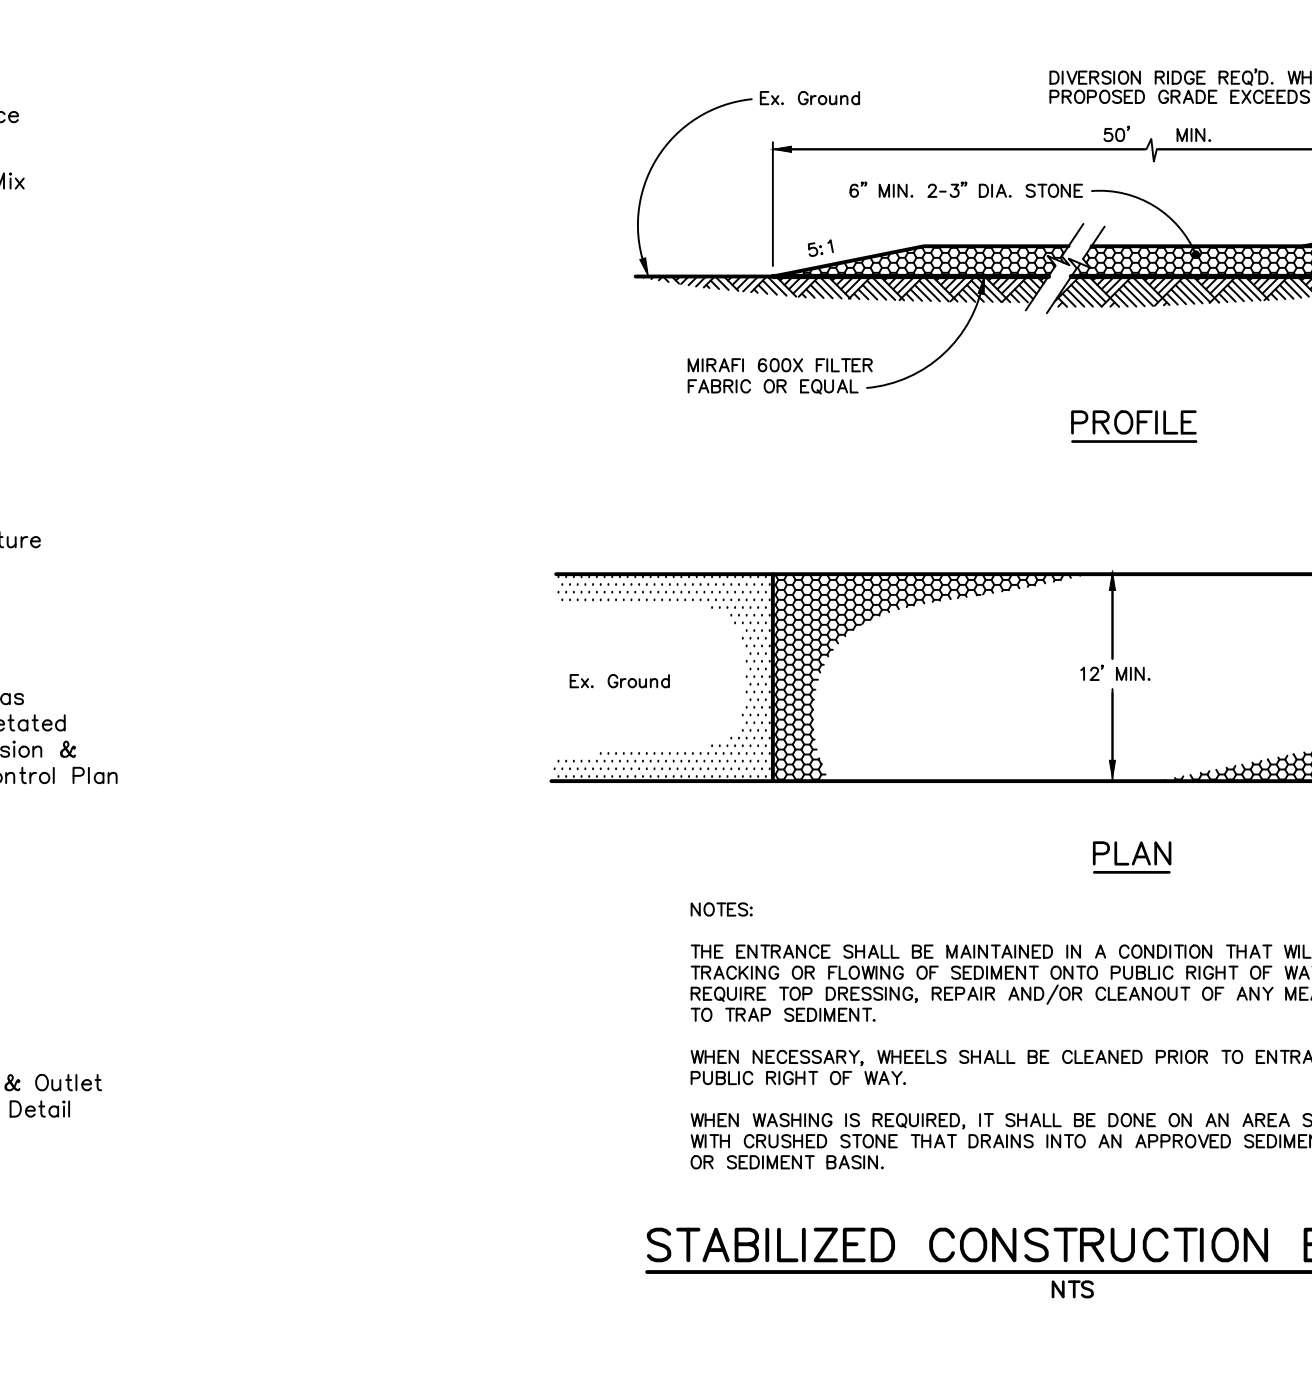 ce
Mix
ture
as
etated
sion &
ontrol Plan
& Outlet
Detail
DIVERSION RIDGE REQ'D. WH
PROPOSED GRADE EXCEEDS
Ex. Ground
50' MIN.
6" MIN. 2-3" DIA. STONE
5:1
MIRAFI 600X FILTER
FABRIC OR EQUAL
PROFILE
Ex. Ground
12' MIN.
PLAN
NOTES:
THE ENTRANCE SHALL BE MAINTAINED IN A CONDITION THAT WIL
TRACKING OR FLOWING OF SEDIMENT ONTO PUBLIC RIGHT OF WA
REQUIRE TOP DRESSING, REPAIR AND/OR CLEANOUT OF ANY MEA
TO TRAP SEDIMENT.
WHEN NECESSARY, WHEELS SHALL BE CLEANED PRIOR TO ENTRA
PUBLIC RIGHT OF WAY.
WHEN WASHING IS REQUIRED, IT SHALL BE DONE ON AN AREA S
WITH CRUSHED STONE THAT DRAINS INTO AN APPROVED SEDIMEN
OR SEDIMENT BASIN.
STABILIZED CONSTRUCTION E
NTS